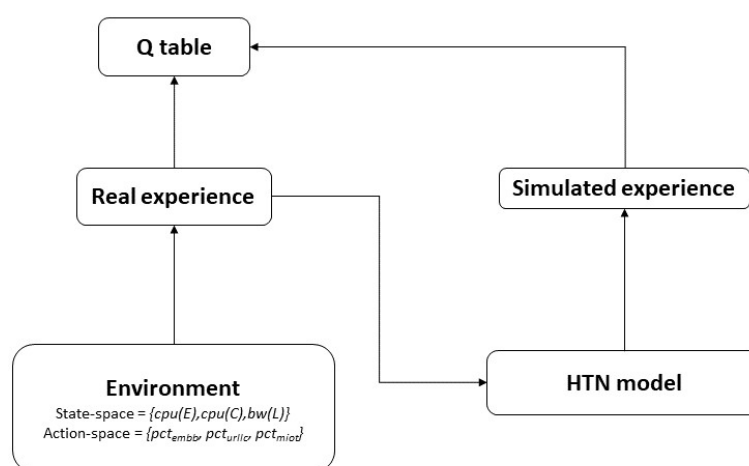 Q table
Real experience
Simulated experience
Environment
State-space = {cpu(E),cpu(C),bw(L)}
Action-space = {pct_embb, pct_urllc, pct_miot}
HTN model